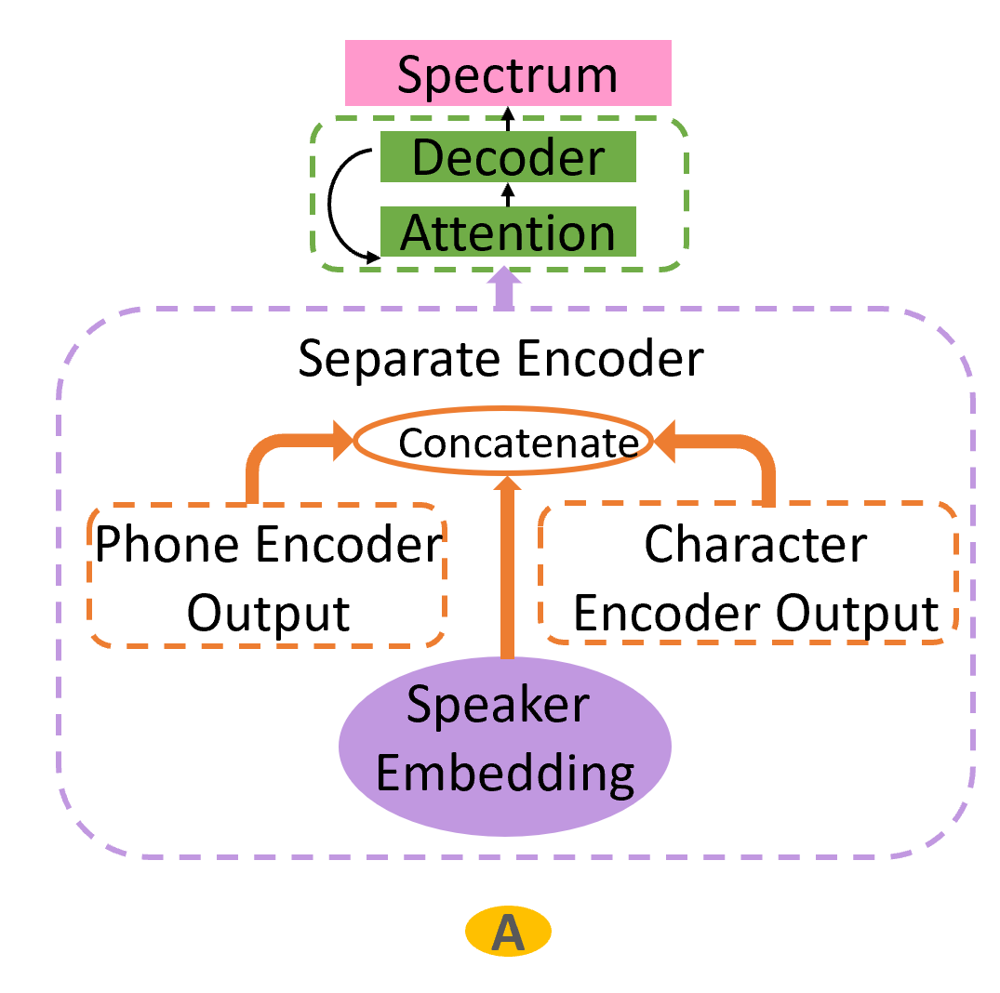 Spectrum
Decoder
Attention
Separate Encoder
Concatenate
Phone Encoder
Output
Character
Encoder Output
Speaker
Embedding
A